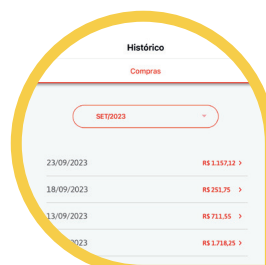 Histórico
Compras
SET/2023
23/09/2023 R$ 1.157,12 >
18/09/2023 R$ 251,75 >
13/09/2023 R$ 711,55 >
2023 R$ 1.718,25 >